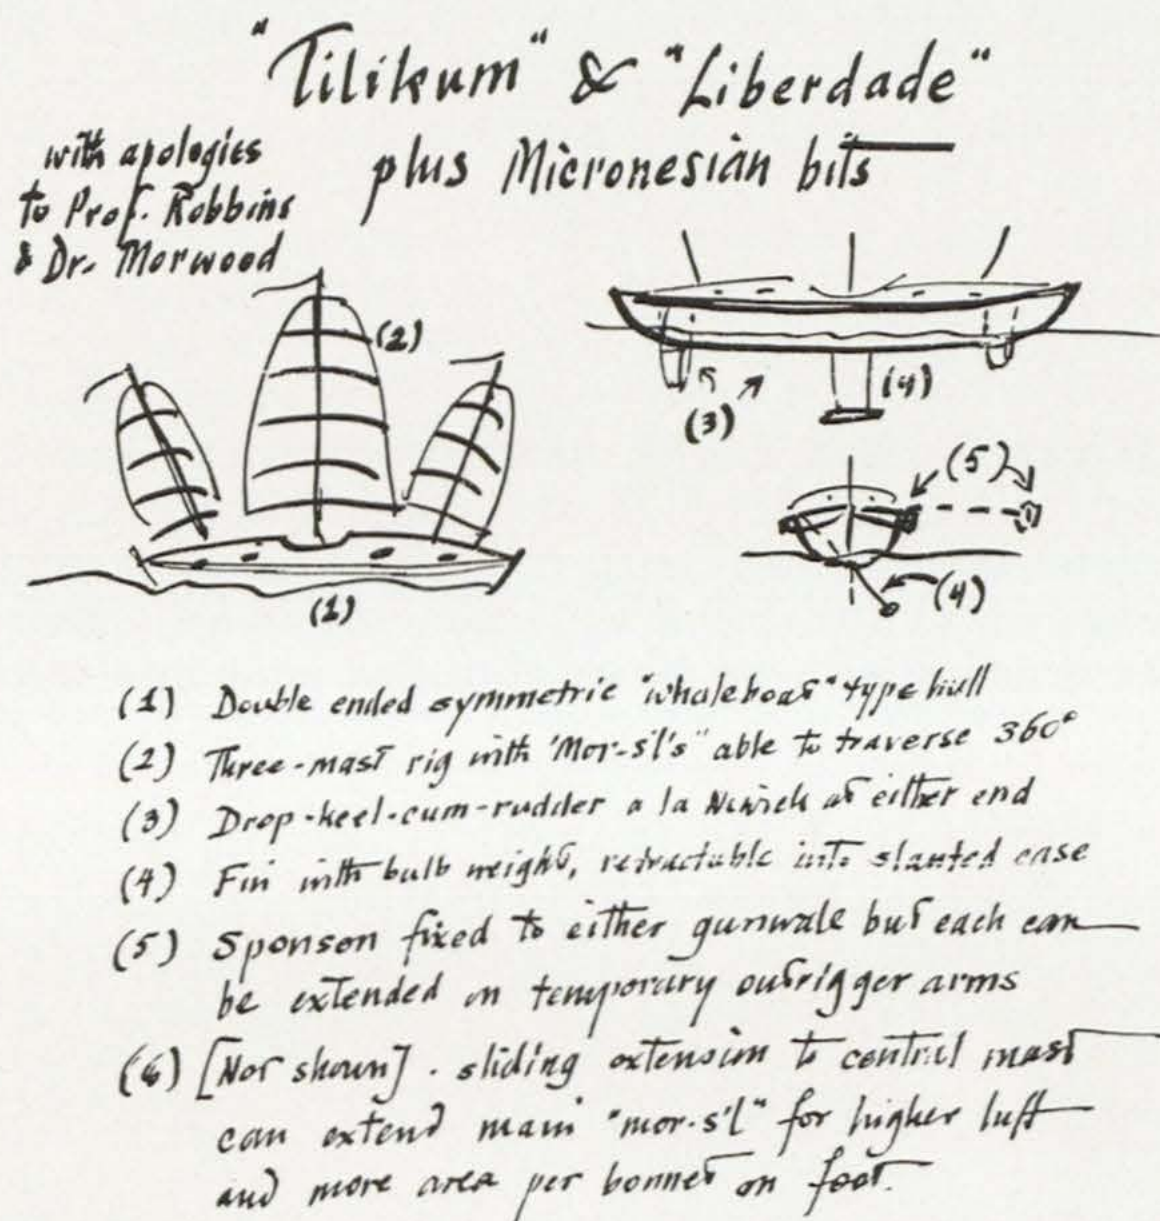 "Tilikum" & "Liberdade"
plus Micronesian bits
with apologies
to Prof. Robbins
& Dr. Morwood
(2)
(1)
(3)
(4)
(5)
(4)
(1) Double ended symmetric "whaleboat" type hull
(2) Three-mast rig with 'Mor-s'l's" able to traverse 360°
(3) Drop-keel-cum-rudder a la Newick at either end
(4) Fin with bulb weight, retractable into slanted case
(5) Sponson fixed to either gunwale but each can
be extended on temporary outrigger arms
(6) [Not shown]. sliding extension to central mast
can extend main "mor-s'l" for higher luff
and more area per bonnet on foot.